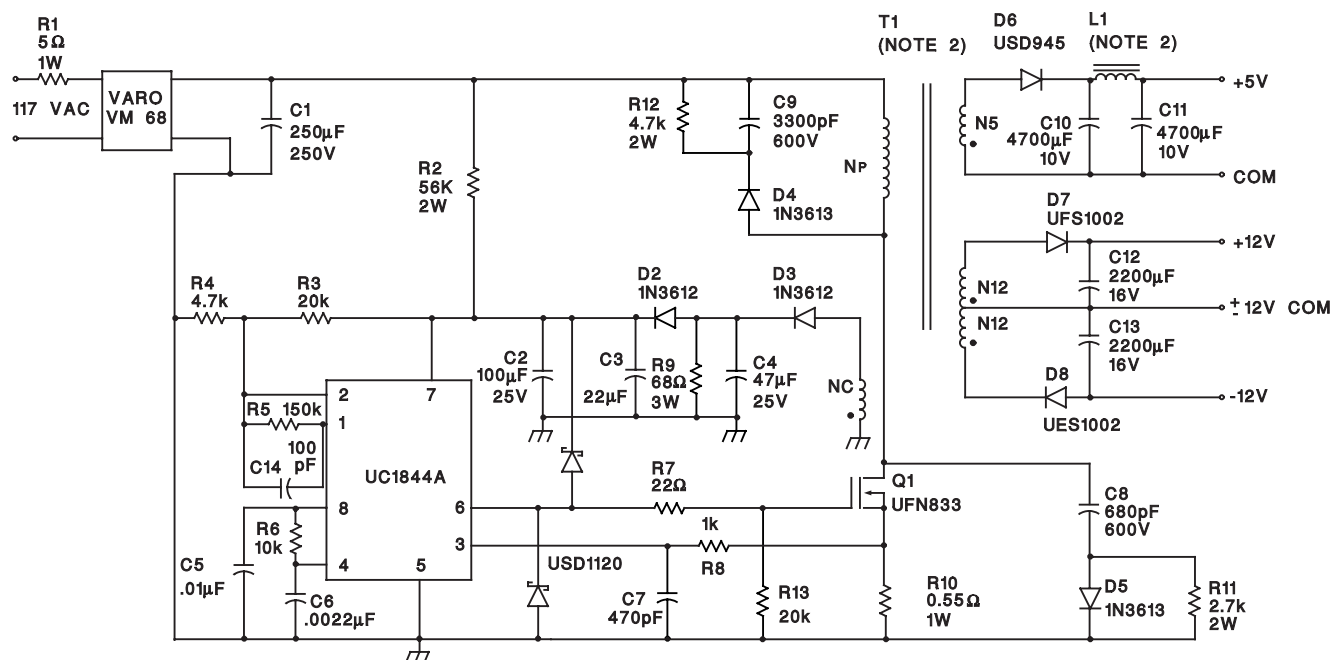 R1
5Ω
1W
117 VAC
VARO
VM 68
C1
250µF
250V
R2
56K
2W
R12
4.7k
2W
C9
3300pF
600V
D4
1N3613
T1
(NOTE 2)
NP
D6
USD945
L1
(NOTE 2)
+5V
N5
C10
4700µF
10V
C11
4700µF
10V
COM
D7
UFS1002
+12V
N12
N12
C12
2200µF
16V
± 12V COM
C13
2200µF
16V
D8
UES1002
-12V
R4
4.7k
R3
20k
D2
1N3612
D3
1N3612
C2
100µF
25V
C3
22µF
R9
68Ω
3W
C4
47µF
25V
NC
2
7
R5
150k
1
100
pF
C14
UC1844A
8
6
R6
10k
3
4
5
C5
.01µF
C6
.0022µF
USD1120
R7
22Ω
1k
R8
C7
470pF
R13
20k
Q1
UFN833
R10
0.55Ω
1W
C8
680pF
600V
D5
1N3613
R11
2.7k
2W